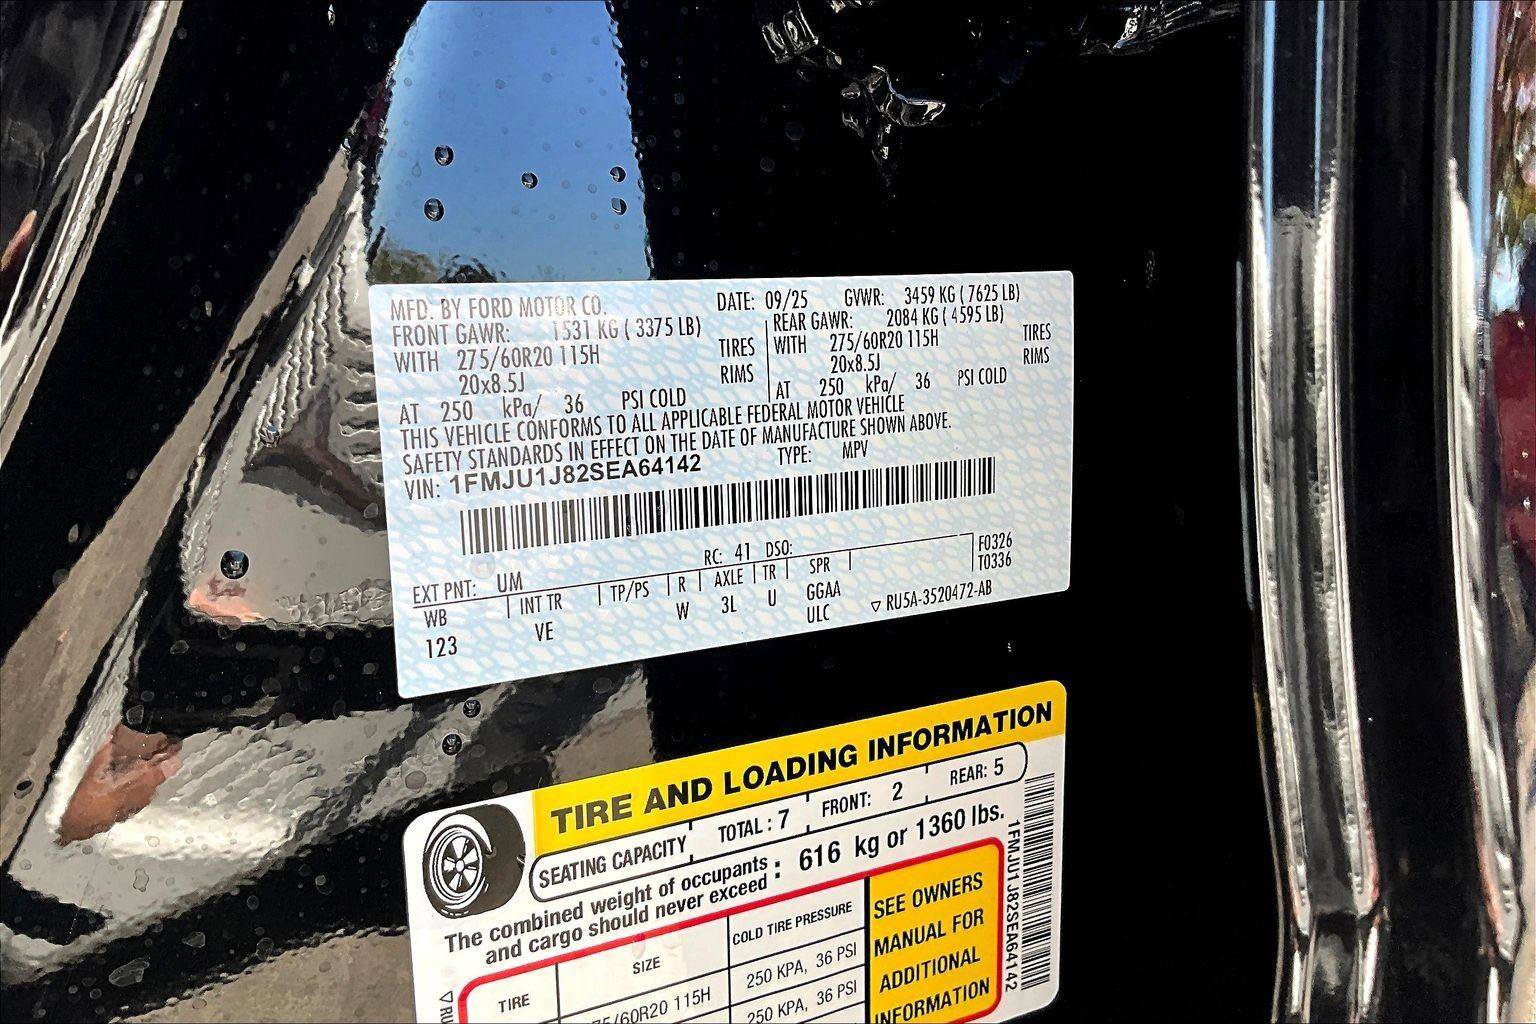 MFD. BY FORD MOTOR CO. DATE: 09/25 GVWR: 3459 KG ( 7625 LB)
FRONT GAWR: 1531 KG ( 3375 LB) REAR GAWR: 2084 KG ( 4595 LB)
WITH 275/60R20 115H TIRES WITH 275/60R20 115H TIRES
20x8.5J RIMS 20x8.5J RIMS
AT 250 kPa/ 36 PSI COLD AT 250 kPa/ 36 PSI COLD
THIS VEHICLE CONFORMS TO ALL APPLICABLE FEDERAL MOTOR VEHICLE
SAFETY STANDARDS IN EFFECT ON THE DATE OF MANUFACTURE SHOWN ABOVE.
VIN: 1FMJU1J82SEA64142 TYPE: MPV
EXT PNT: UM RC: 41 DSO: F0326
T0336
WB INT TR TP/PS R AXLE TR SPR
123 VE W 3L U GGAA
ULC
▽ RU5A-3520472-AB
TIRE AND LOADING INFORMATION
SEATING CAPACITY TOTAL : 7 FRONT: 2 REAR: 5
The combined weight of occupants and cargo should never exceed : 616 kg or 1360 lbs.
TIRE SIZE COLD TIRE PRESSURE
75/60R20 115H 250 KPA, 36 PSI
250 KPA, 36 PSI
SEE OWNERS
MANUAL FOR
ADDITIONAL
INFORMATION
1FMJU1J82SEA64142
▽RU